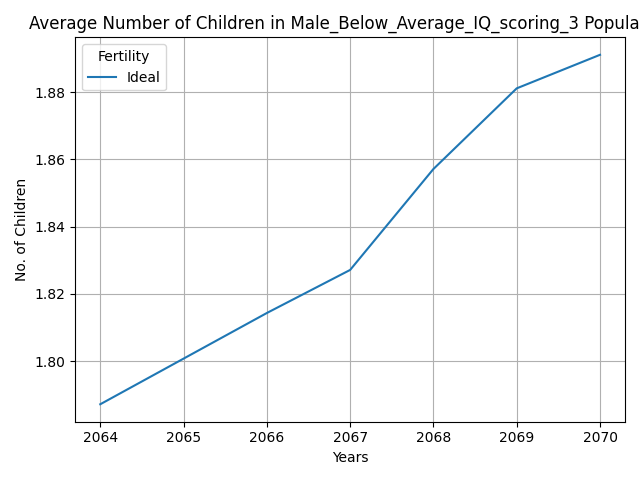 Average Number of Children in Male_Below_Average_IQ_scoring_3 Popula
Fertility
Ideal
1.88
1.86
1.84
1.82
1.80
No. of Children
2064 2065 2066 2067 2068 2069 2070
Years